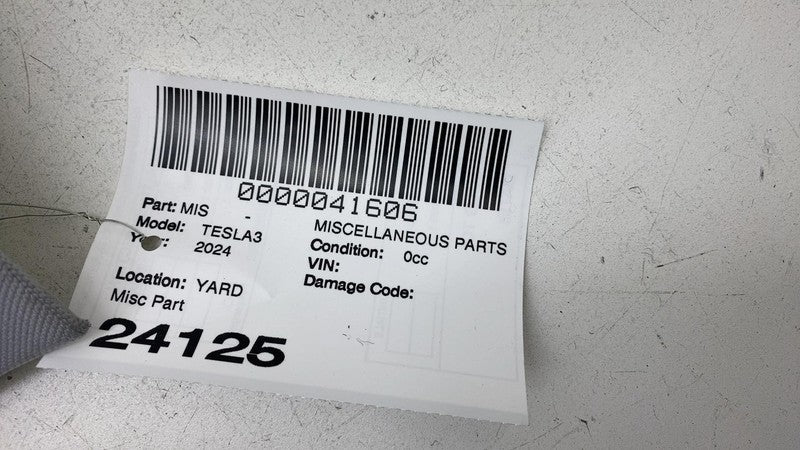 0000041606
Part: MIS - MISCELLANEOUS PARTS
Model: TESLA3 Condition: 0cc
2024 VIN:
Location: YARD Damage Code:
Misc Part
24125